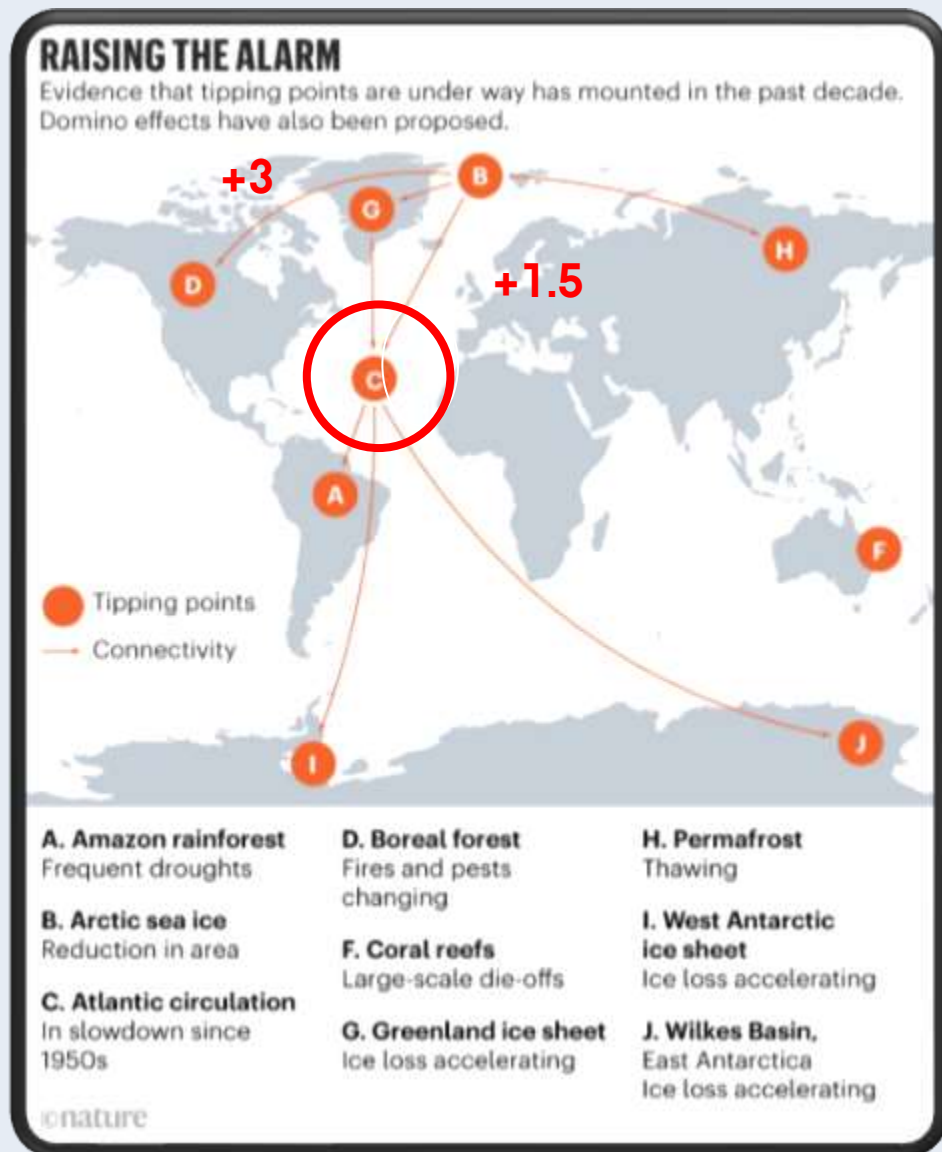 RAISING THE ALARM
Evidence that tipping points are under way has mounted in the past decade.
Domino effects have also been proposed.
+3
B
G
H
D
+1.5
C
A
F
Tipping points
Connectivity
J
I
A. Amazon rainforest
Frequent droughts
B. Arctic sea ice
Reduction in area
C. Atlantic circulation
In slowdown since
1950s
D. Boreal forest
Fires and pests
changing
F. Coral reefs
Large-scale die-offs
G. Greenland ice sheet
Ice loss accelerating
H. Permafrost
Thawing
I. West Antarctic
ice sheet
Ice loss accelerating
J. Wilkes Basin,
East Antarctica
Ice loss accelerating
©nature